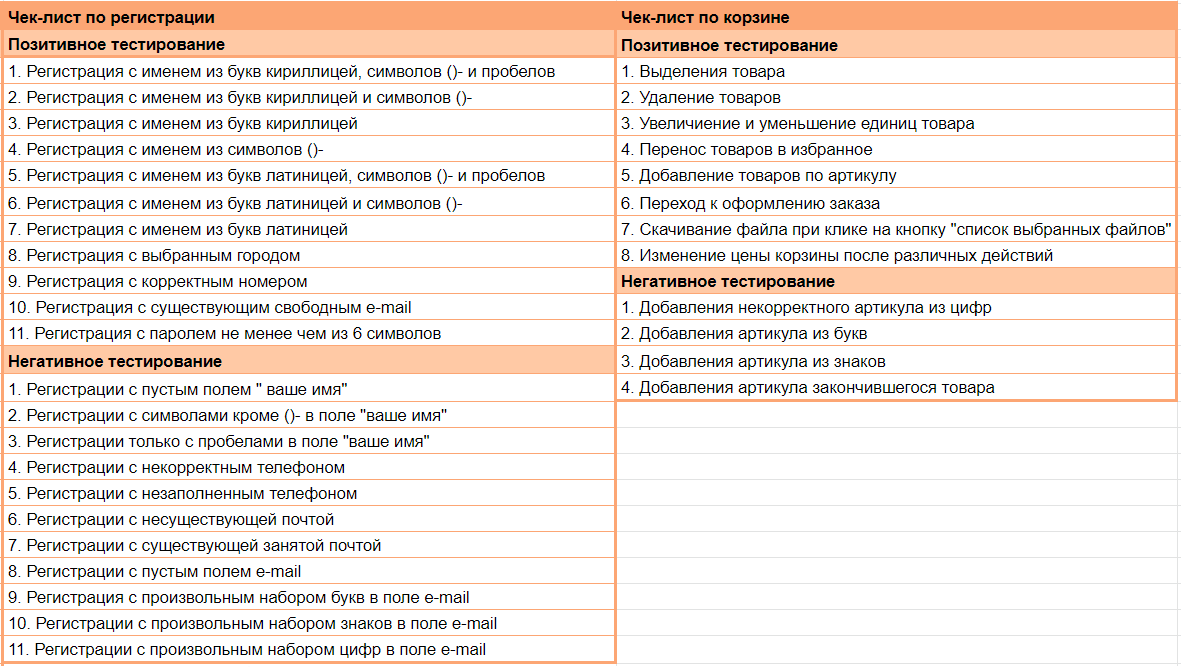 Чек-лист по регистрации
Позитивное тестирование
1. Регистрация с именем из букв кириллицей, символов ()- и пробелов
2. Регистрация с именем из букв кириллицей и символов ()-
3. Регистрация с именем из букв кириллицей
4. Регистрация с именем из символов ()-
5. Регистрация с именем из букв латиницей, символов ()- и пробелов
6. Регистрация с именем из букв латиницей и символов ()-
7. Регистрация с именем из букв латиницей
8. Регистрация с выбранным городом
9. Регистрация с корректным номером
10. Регистрация с существующим свободным e-mail
11. Регистрация с паролем не менее чем из 6 символов
Негативное тестирование
1. Регистрации с пустым полем " ваше имя"
2. Регистрации с символами кроме ()- в поле "ваше имя"
3. Регистрации только с пробелами в поле "ваше имя"
4. Регистрации с некорректным телефоном
5. Регистрации с незаполненным телефоном
6. Регистрации с несуществующей почтой
7. Регистрации с существующей занятой почтой
8. Регистрации с пустым полем e-mail
9. Регистрация с произвольным набором букв в поле e-mail
10. Регистрации с произвольным набором знаков в поле e-mail
11. Регистрации с произвольным набором цифр в поле e-mail
Чек-лист по корзине
Позитивное тестирование
1. Выделения товара
2. Удаление товаров
3. Увеличиение и уменьшение единиц товара
4. Перенос товаров в избранное
5. Добавление товаров по артикулу
6. Переход к оформлению заказа
7. Скачивание файла при клике на кнопку "список выбранных файлов"
8. Изменение цены корзины после различных действий
Негативное тестирование
1. Добавления некорректного артикула из цифр
2. Добавления артикула из букв
3. Добавления артикула из знаков
4. Добавления артикула закончившегося товара